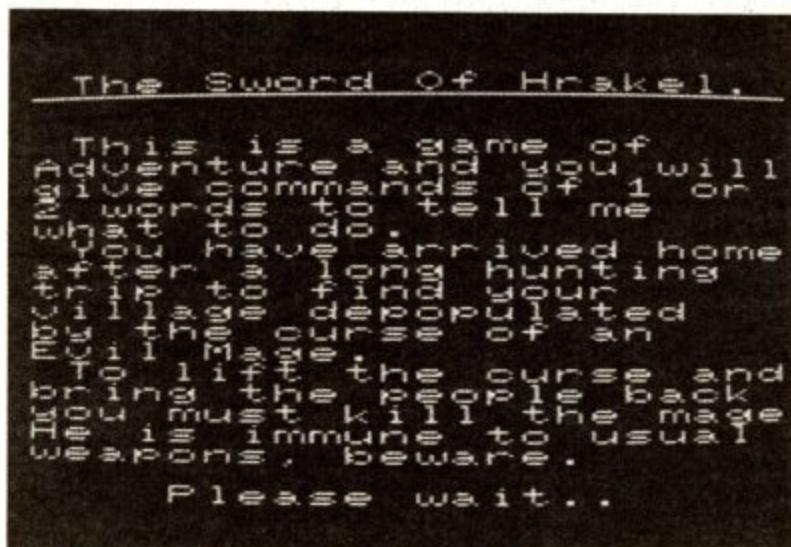 The Sword Of Hrakel.
This is a game of
Adventure and you will
give commands of 1 or
2 words to tell me
what to do.
You have arrived home
after a long hunting
trip to find your
village depopulated
by the curse of an
Evil Mage.
To lift the curse and
bring the people back
you must kill the mage
He is immune to usual
weapons, beware.
Please wait..